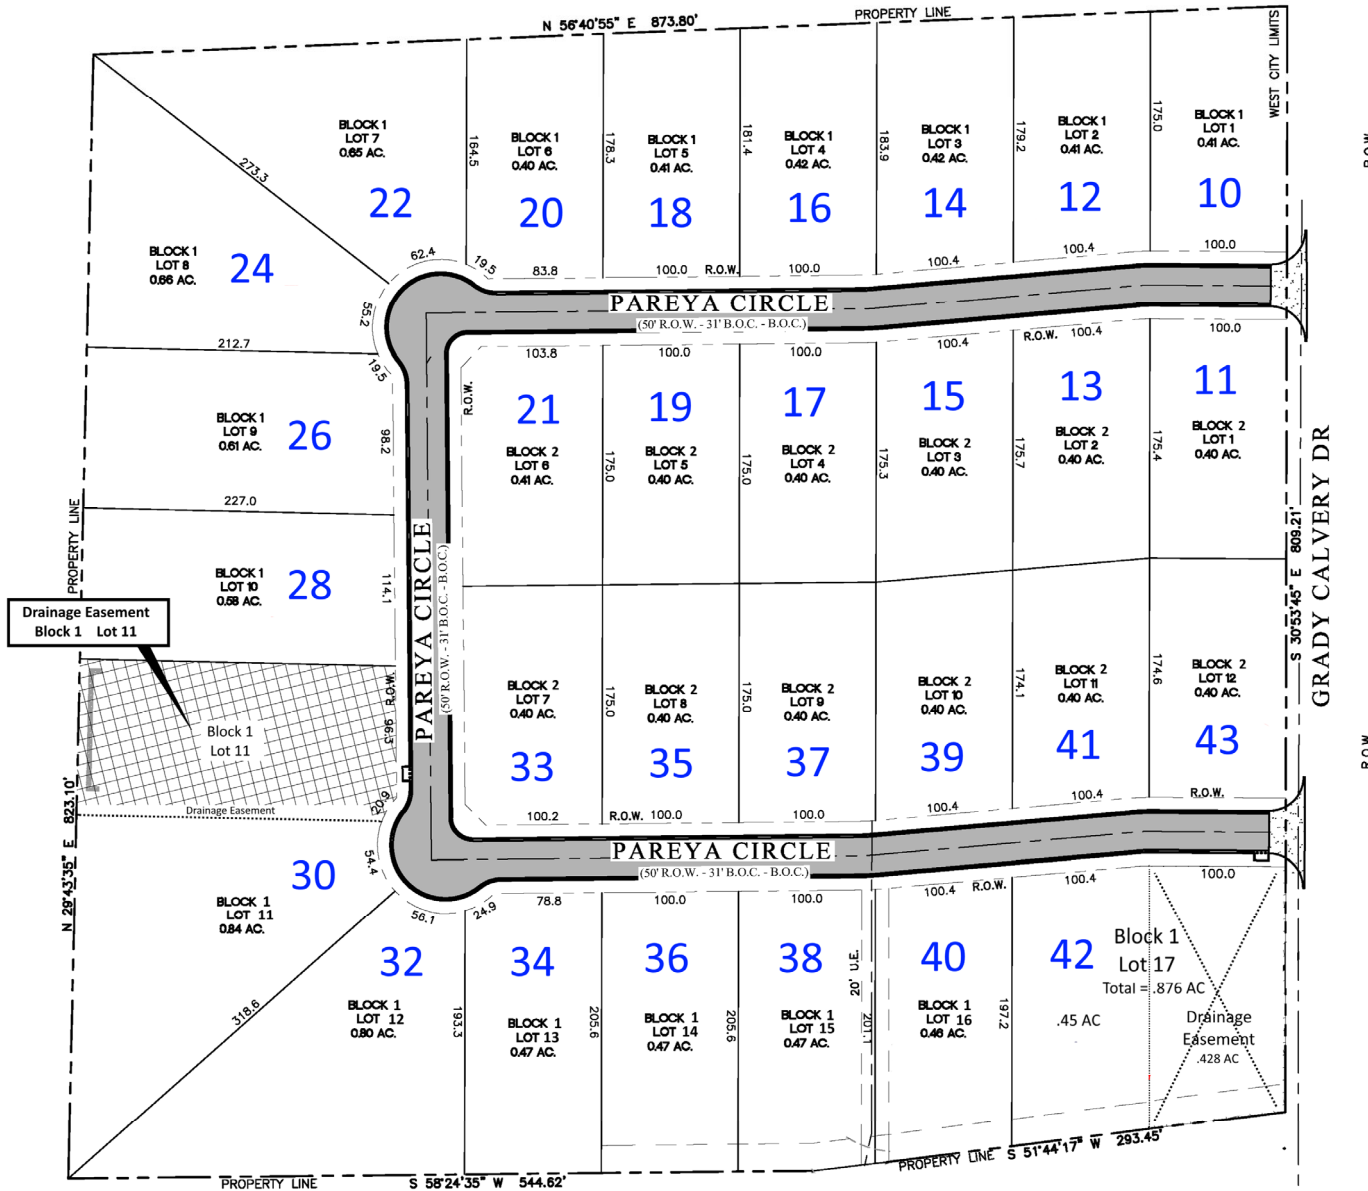 N 56°40'55" E 873.80'
PROPERTY LINE
WEST CITY LIMITS
R.O.W.
BLOCK 1
LOT 7
0.65 AC.
22
164.5
BLOCK 1
LOT 6
0.40 AC.
20
178.3
BLOCK 1
LOT 5
0.41 AC.
18
181.4
BLOCK 1
LOT 4
0.42 AC.
16
183.9
BLOCK 1
LOT 3
0.42 AC.
14
179.2
BLOCK 1
LOT 2
0.41 AC.
12
175.0
BLOCK 1
LOT 1
0.41 AC.
10
273.3
BLOCK 1
LOT 8
0.66 AC.
24
62.4
19.5
83.8
100.0
R.O.W.
100.0
100.4
100.4
100.0
55.2
PAREYA CIRCLE
(50' R.O.W. - 31' B.O.C. - B.O.C.)
212.7
19.5
R.O.W.
103.8
100.0
100.0
100.4
R.O.W.
100.4
100.0
BLOCK 1
LOT 9
0.61 AC.
26
98.2
21
BLOCK 2
LOT 6
0.41 AC.
175.0
19
BLOCK 2
LOT 5
0.40 AC.
175.0
17
BLOCK 2
LOT 4
0.40 AC.
175.3
15
BLOCK 2
LOT 3
0.40 AC.
175.7
13
BLOCK 2
LOT 2
0.40 AC.
175.4
11
BLOCK 2
LOT 1
0.40 AC.
227.0
PROPERTY LINE
BLOCK 1
LOT 10
0.58 AC.
28
114.1
PAREYA CIRCLE
(50' R.O.W. - 31' B.O.C. - B.O.C.)
S 30°53'45" E 809.21'
GRADY CALVERY DR
Drainage Easement
Block 1 Lot 11
Block 1
Lot 11
R.O.W.
96.3
Drainage Easement
20.9
N 29°43'35" E 823.10'
BLOCK 2
LOT 7
0.40 AC.
33
175.0
BLOCK 2
LOT 8
0.40 AC.
35
175.0
BLOCK 2
LOT 9
0.40 AC.
37
BLOCK 2
LOT 10
0.40 AC.
39
174.1
BLOCK 2
LOT 11
0.40 AC.
41
174.6
BLOCK 2
LOT 12
0.40 AC.
43
R.O.W.
100.2
R.O.W.
100.0
100.0
100.4
100.4
R.O.W.
PAREYA CIRCLE
(50' R.O.W. - 31' B.O.C. - B.O.C.)
30
BLOCK 1
LOT 11
0.84 AC.
54.4
56.1
24.9
78.8
100.0
100.0
100.4
R.O.W.
100.4
100.0
318.6
32
BLOCK 1
LOT 12
0.80 AC.
193.3
34
BLOCK 1
LOT 13
0.47 AC.
205.6
36
BLOCK 1
LOT 14
0.47 AC.
205.6
38
BLOCK 1
LOT 15
0.47 AC.
20' U.E.
201.1
40
BLOCK 1
LOT 16
0.46 AC.
197.2
42
Block 1
Lot 17
Total = .876 AC
.45 AC
Drainage
Easement
.428 AC
PROPERTY LINE
S 58°24'35" W 544.62'
PROPERTY LINE
S 51°44'17" W 293.45'